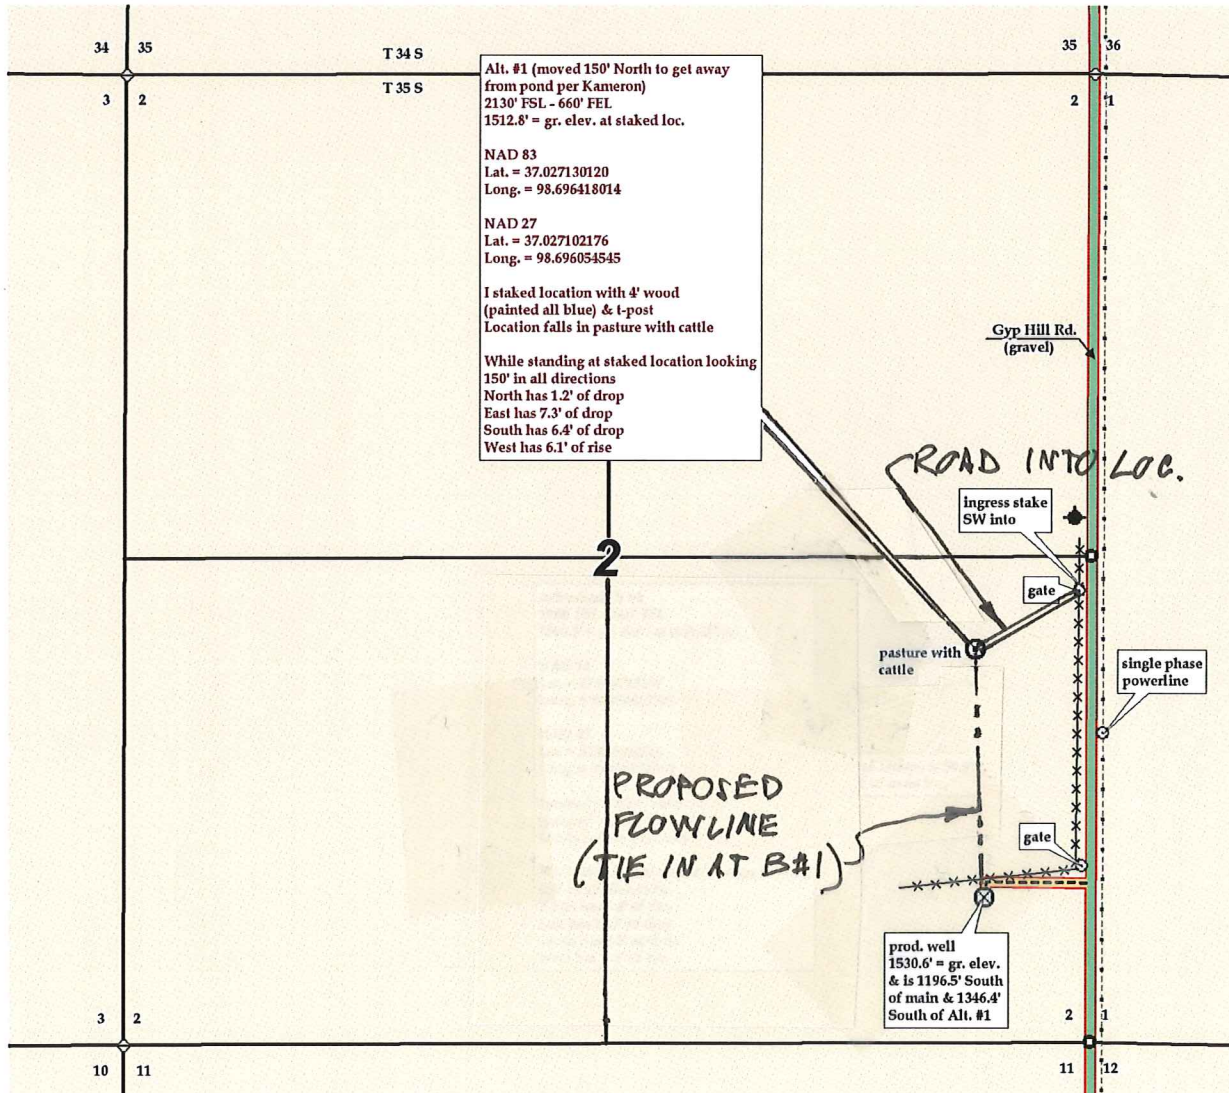 34 35
T 34 S
35 36
3 2
T 35 S
2 1
Alt. #1 (moved 150' North to get away
from pond per Kameron)
2130' FSL - 660' FEL
1512.8' = gr. elev. at staked loc.
NAD 83
Lat. = 37.027130120
Long. = 98.696418014
NAD 27
Lat. = 37.027102176
Long. = 98.696054545
I staked location with 4' wood
(painted all blue) & t-post
Location falls in pasture with cattle
While standing at staked location looking
150' in all directions
North has 1.2' of drop
East has 7.3' of drop
South has 6.4' of drop
West has 6.1' of rise
Gyp Hill Rd.
(gravel)
ROAD INTO LOC.
ingress stake
SW into
2
gate
pasture with
cattle
single phase
powerline
PROPOSED
FLOWLINE
(TIE IN AT B#1)
gate
prod. well
1530.6' = gr. elev.
& is 1196.5' South
of main & 1346.4'
South of Alt. #1
3 2
2 1
10 11
11 12